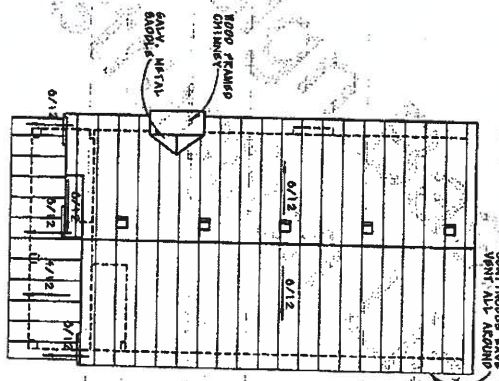 WOOD FRAMED
CHIMNEY
GALV. METAL
SADDLE
VENT ALL AROUND
6/12
6/12
6/12
6/12
6/12
6/12
6/12